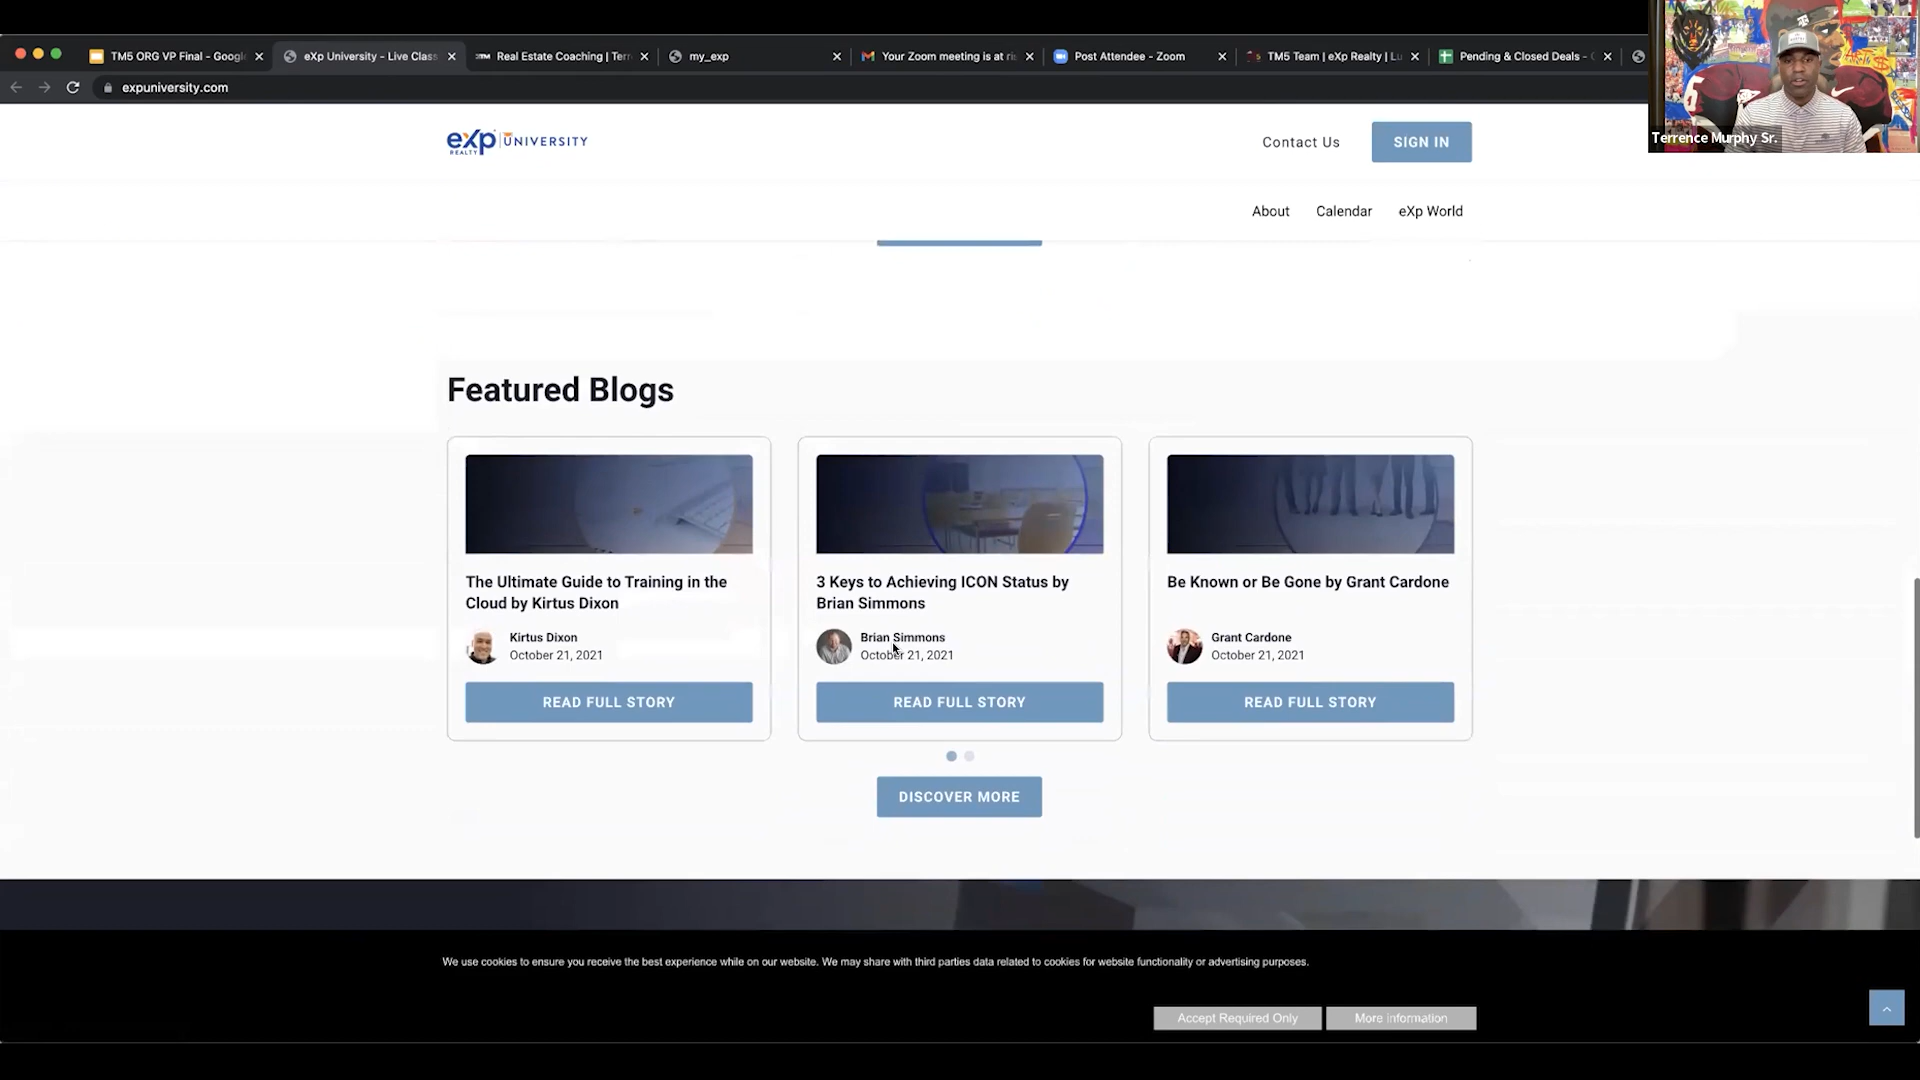 TM5 ORG VP Final - Google
eXp University - Live Class
Real Estate Coaching | Terr
my_exp
Your Zoom meeting is at ris
Post Attendee - Zoom
TM5 Team | eXp Realty | Lu
Pending & Closed Deals -
expuniversity.com
eXp REALTY UNIVERSITY
Contact Us
SIGN IN
Terrence Murphy Sr.
About
Calendar
eXp World
Featured Blogs
The Ultimate Guide to Training in the
Cloud by Kirtus Dixon
Kirtus Dixon
October 21, 2021
READ FULL STORY
3 Keys to Achieving ICON Status by
Brian Simmons
Brian Simmons
October 21, 2021
READ FULL STORY
Be Known or Be Gone by Grant Cardone
Grant Cardone
October 21, 2021
READ FULL STORY
DISCOVER MORE
We use cookies to ensure you receive the best experience while on our website. We may share with third parties data related to cookies for website functionality or advertising purposes.
Accept Required Only
More information